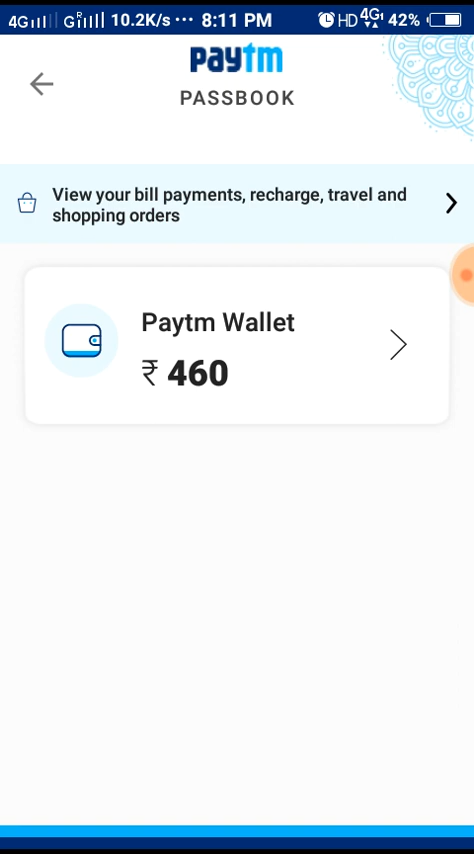 4G G R 10.2K/s ··· 8:11 PM HD 4G 42%
paytm
PASSBOOK
View your bill payments, recharge, travel and
shopping orders
Paytm Wallet
₹ 460